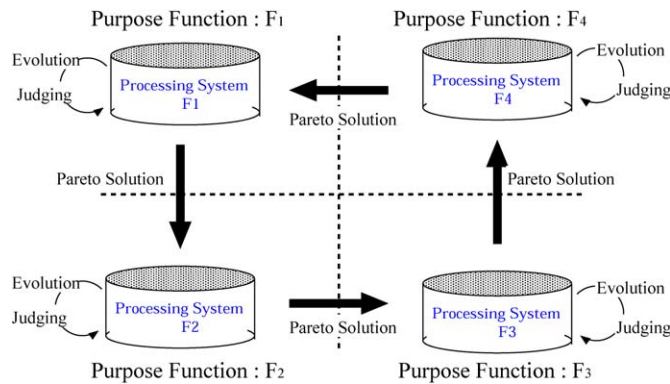 Purpose Function : F1
Evolution
Judging
Processing System
F1
Purpose Function : F4
Processing System
F4
Evolution
Judging
Pareto Solution
Pareto Solution
Pareto Solution
Evolution
Judging
Processing System
F2
Purpose Function : F2
Pareto Solution
Processing System
F3
Evolution
Judging
Purpose Function : F3